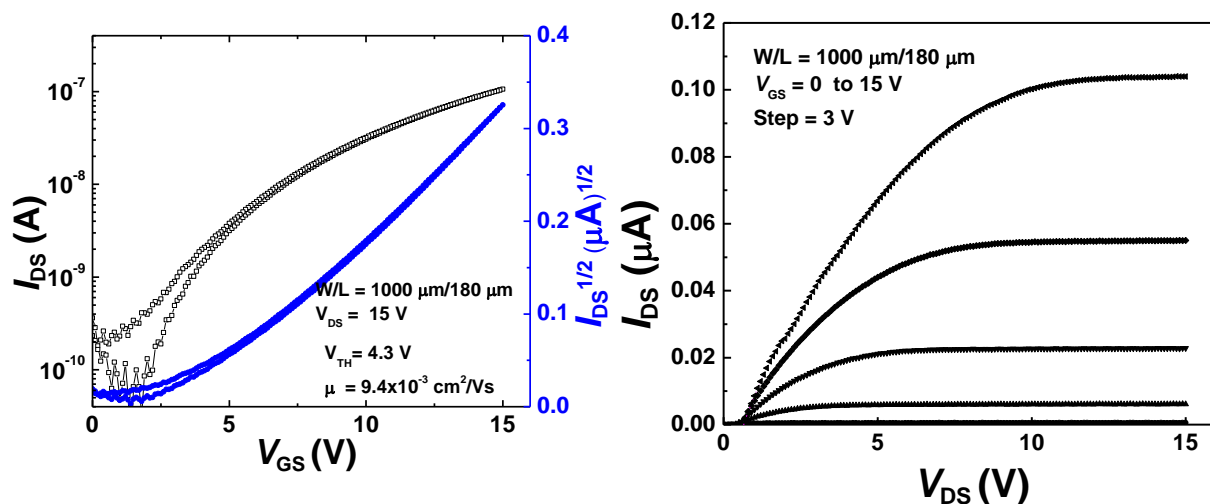 10⁻⁷
10⁻⁸
10⁻⁹
10⁻¹⁰
I_DS (A)
0 5 10 15
V_GS (V)
0.4
0.3
0.2
0.1
0.0
I_DS^1/2 (μA)^1/2
W/L = 1000 μm/180 μm
V_DS = 15 V
V_TH= 4.3 V
μ = 9.4x10⁻³ cm²/Vs
0.12
0.10
0.08
0.06
0.04
0.02
0.00
I_DS (μA)
W/L = 1000 μm/180 μm
V_GS = 0 to 15 V
Step = 3 V
0 5 10 15
V_DS (V)